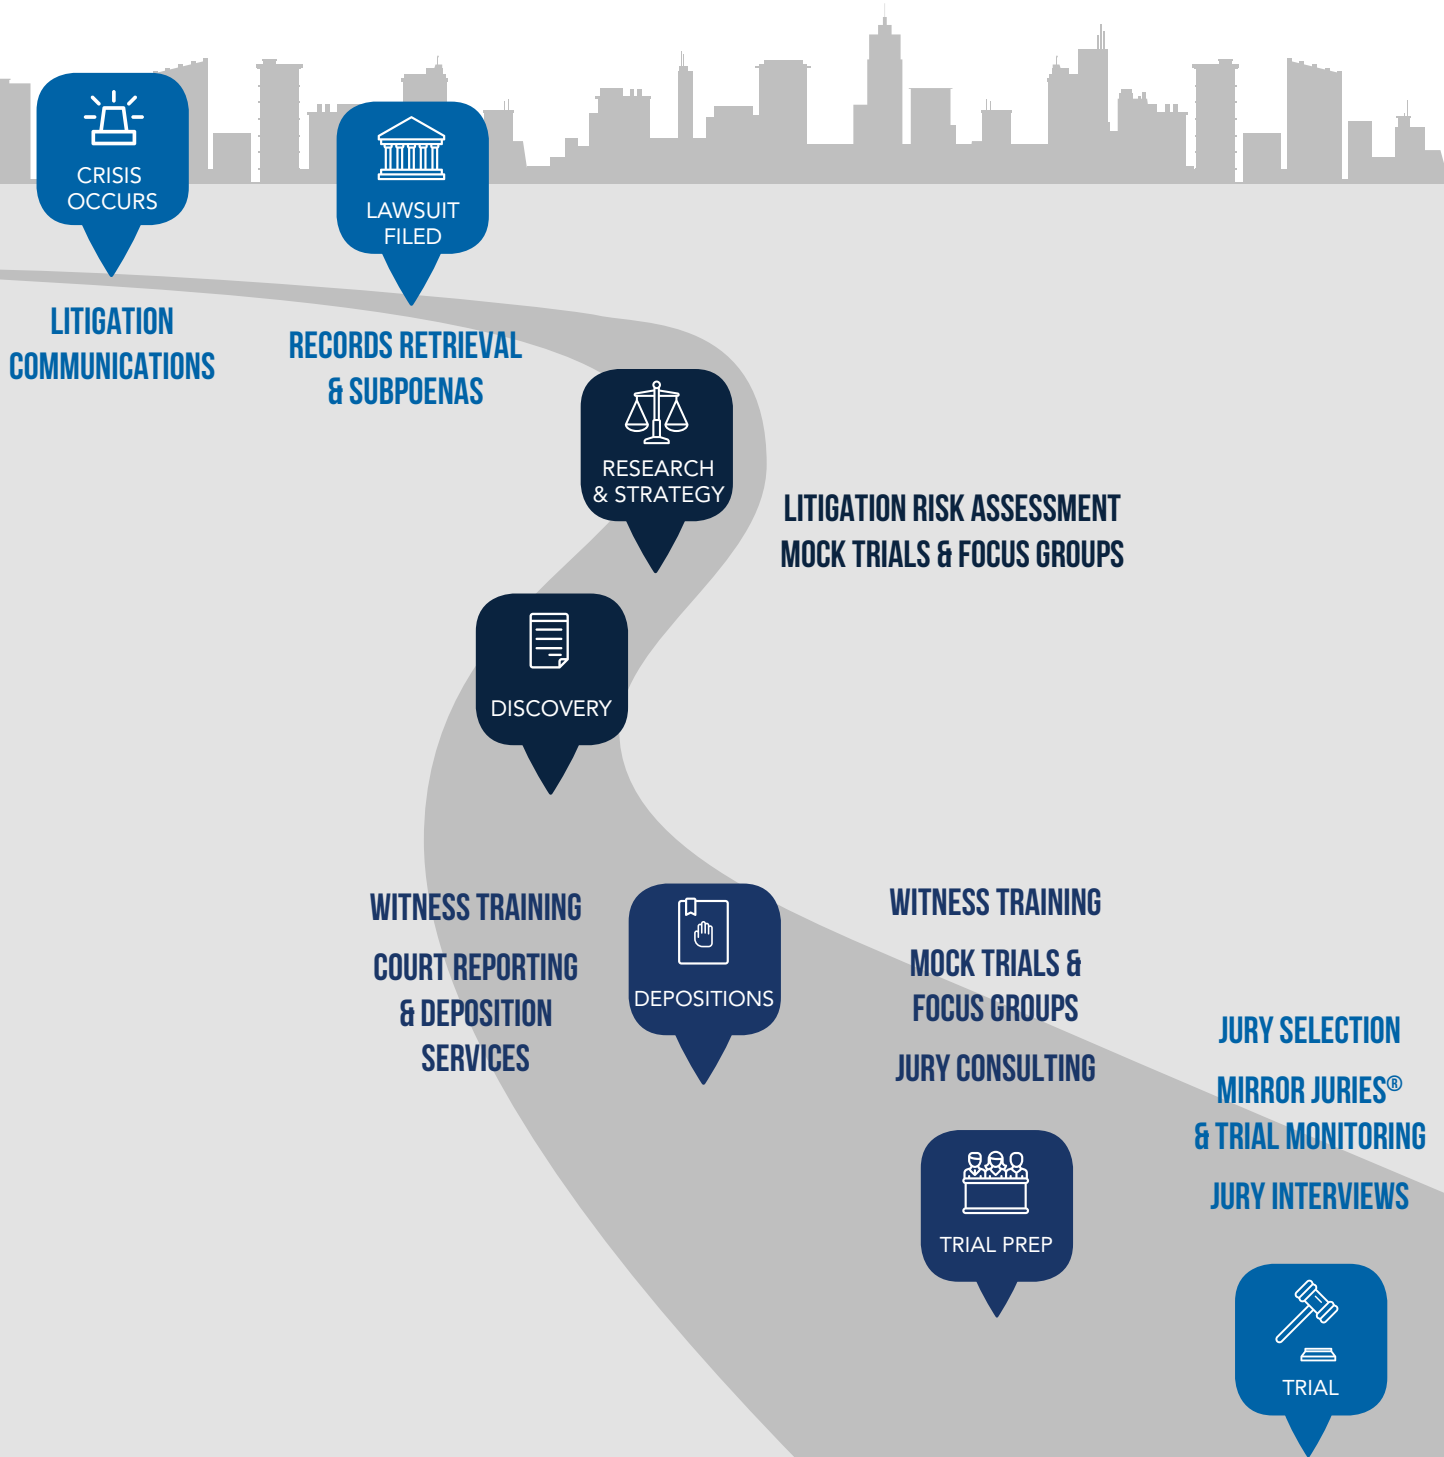 CRISIS
OCCURS
LITIGATION
COMMUNICATIONS
LAWSUIT
FILED
RECORDS RETRIEVAL
& SUBPOENAS
RESEARCH
& STRATEGY
LITIGATION RISK ASSESSMENT
MOCK TRIALS & FOCUS GROUPS
DISCOVERY
WITNESS TRAINING
COURT REPORTING
& DEPOSITION
SERVICES
DEPOSITIONS
WITNESS TRAINING
MOCK TRIALS &
FOCUS GROUPS
JURY CONSULTING
TRIAL PREP
JURY SELECTION
MIRROR JURIES®
& TRIAL MONITORING
JURY INTERVIEWS
TRIAL